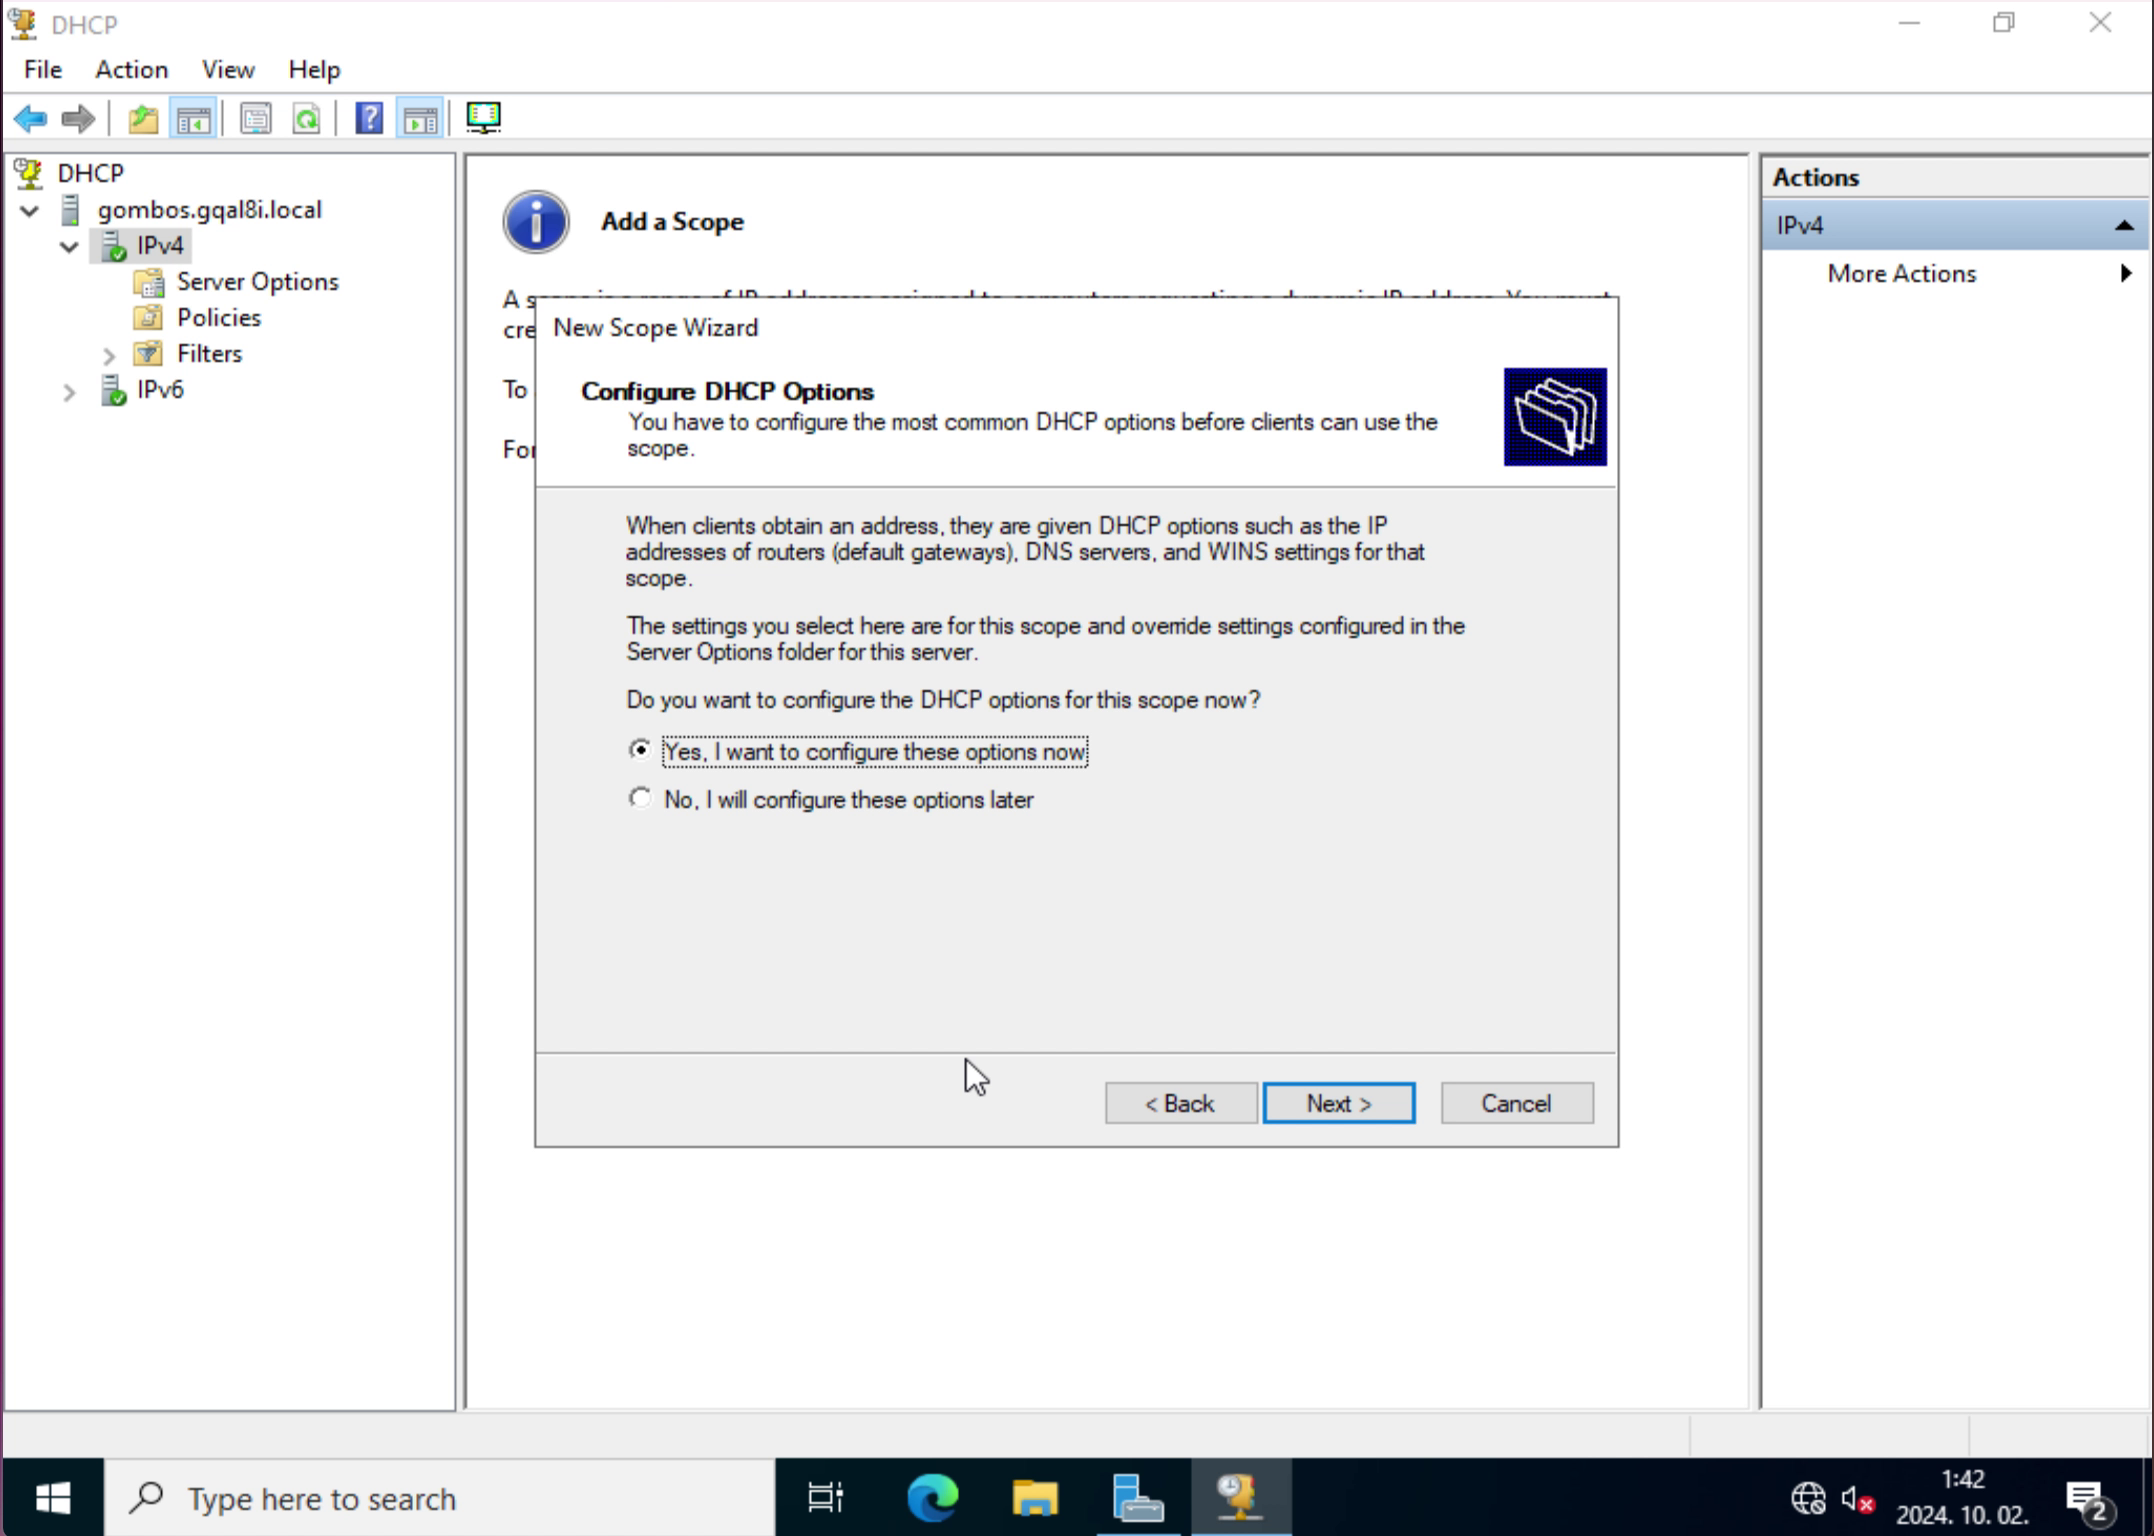 DHCP
File Action View Help
DHCP
gombos.gqal8i.local
IPv4
Server Options
Policies
Filters
IPv6
Add a Scope
A
cre
To
For
New Scope Wizard
Configure DHCP Options
You have to configure the most common DHCP options before clients can use the
scope.
When clients obtain an address, they are given DHCP options such as the IP
addresses of routers (default gateways), DNS servers, and WINS settings for that
scope.
The settings you select here are for this scope and override settings configured in the
Server Options folder for this server.
Do you want to configure the DHCP options for this scope now?
Yes, I want to configure these options now
No, I will configure these options later
< Back
Next >
Cancel
Actions
IPv4
More Actions
Type here to search
1:42
2024. 10. 02.
2